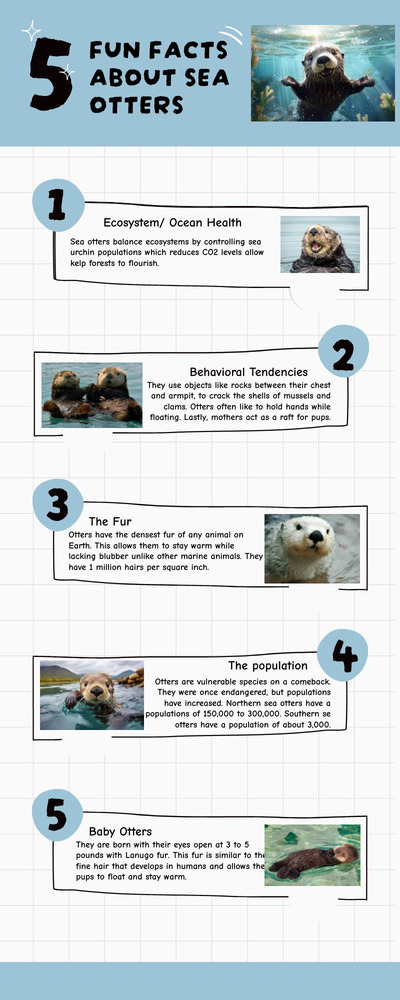 5 FUN FACTS
ABOUT SEA
OTTERS
1
Ecosystem/ Ocean Health
Sea otters balance ecosystems by controlling sea
urchin populations which reduces CO2 levels allow
kelp forests to flourish.
2
Behavioral Tendencies
They use objects like rocks between their chest
and armpit, to crack the shells of mussels and
clams. Otters often like to hold hands while
floating. Lastly, mothers act as a raft for pups.
3
The Fur
Otters have the densest fur of any animal on
Earth. This allows them to stay warm while
lacking blubber unlike other marine animals. They
have 1 million hairs per square inch.
4
The population
Otters are vulnerable species on a comeback.
They were once endangered, but populations
have increased. Northern sea otters have a
populations of 150,000 to 300,000. Southern se
otters have a population of about 3,000.
5
Baby Otters
They are born with their eyes open at 3 to 5
pounds with Lanugo fur. This fur is similar to the
fine hair that develops in humans and allows the
pups to float and stay warm.